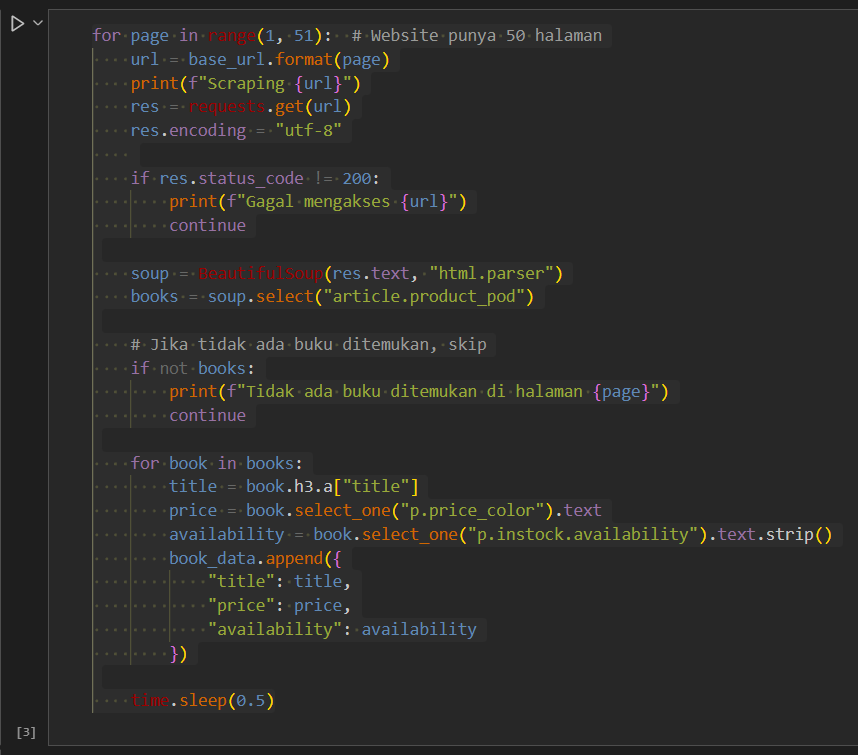 for page in range(1, 51):  # Website punya 50 halaman
    url = base_url.format(page)
    print(f"Scraping {url}")
    res = requests.get(url)
    res.encoding = "utf-8"
    if res.status_code != 200:
        print(f"Gagal mengakses {url}")
        continue
    soup = BeautifulSoup(res.text, "html.parser")
    books = soup.select("article.product_pod")
    # Jika tidak ada buku ditemukan, skip
    if not books:
        print(f"Tidak ada buku ditemukan di halaman {page}")
        continue
    for book in books:
        title = book.h3.a["title"]
        price = book.select_one("p.price_color").text
        availability = book.select_one("p.instock.availability").text.strip()
        book_data.append({
            "title": title,
            "price": price,
            "availability": availability
        })
    time.sleep(0.5)
[3]